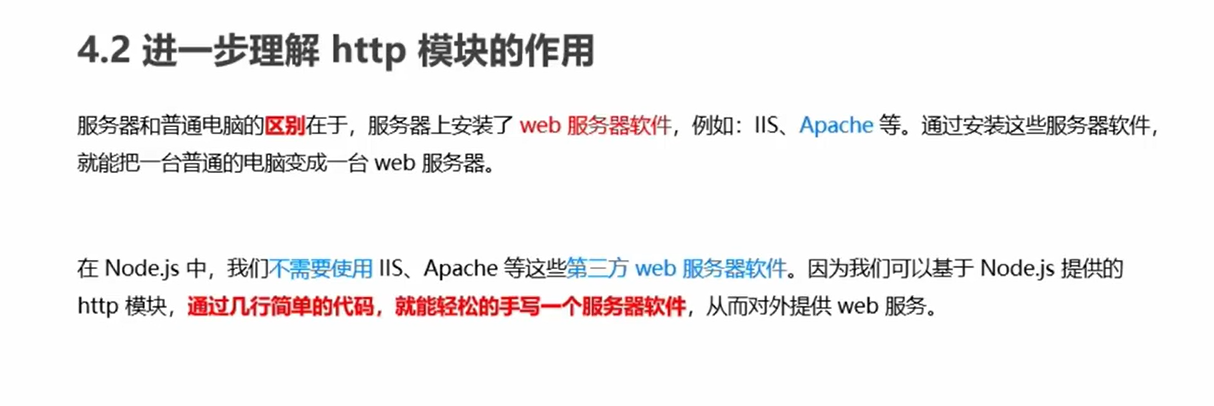 4.2 进一步理解 http 模块的作用
服务器和普通电脑的区别在于，服务器上安装了 web 服务器软件，例如：IIS、Apache 等。通过安装这些服务器软件，
就能把一台普通的电脑变成一台 web 服务器。
在 Node.js 中，我们不需要使用 IIS、Apache 等这些第三方 web 服务器软件。因为我们可以基于 Node.js 提供的
http 模块，通过几行简单的代码，就能轻松的手写一个服务器软件，从而对外提供 web 服务。